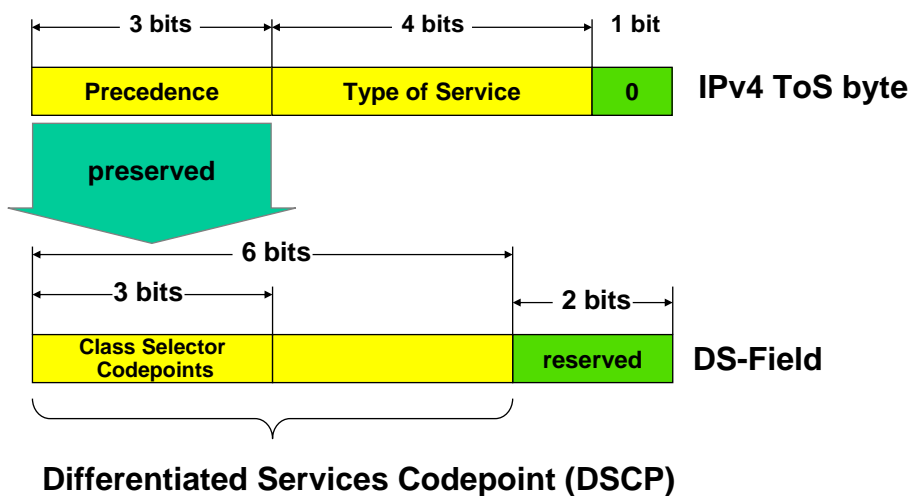 3 bits 4 bits 1 bit
Precedence Type of Service 0 IPv4 ToS byte
preserved
6 bits
3 bits 2 bits
Class Selector
Codepoints
reserved DS-Field
Differentiated Services Codepoint (DSCP)